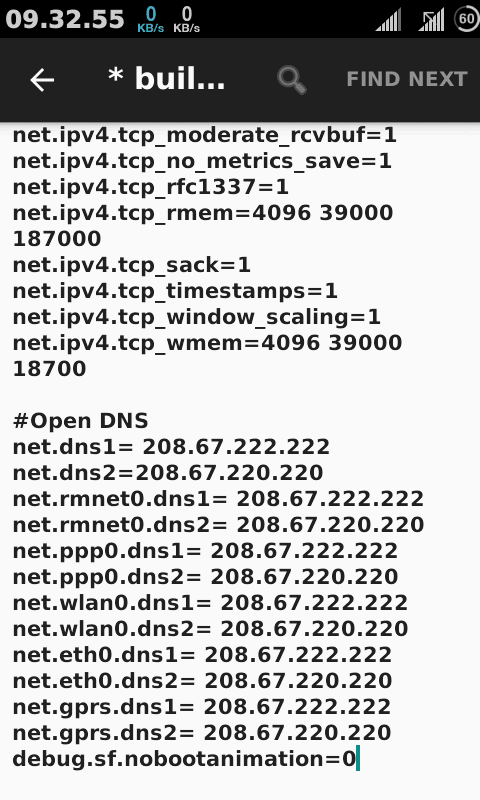 09.32.55 0 KB/s 0 KB/s 60
* buil... FIND NEXT
net.ipv4.tcp_moderate_rcvbuf=1
net.ipv4.tcp_no_metrics_save=1
net.ipv4.tcp_rfc1337=1
net.ipv4.tcp_rmem=4096 39000
187000
net.ipv4.tcp_sack=1
net.ipv4.tcp_timestamps=1
net.ipv4.tcp_window_scaling=1
net.ipv4.tcp_wmem=4096 39000
18700
#Open DNS
net.dns1= 208.67.222.222
net.dns2=208.67.220.220
net.rmnet0.dns1= 208.67.222.222
net.rmnet0.dns2= 208.67.220.220
net.ppp0.dns1= 208.67.222.222
net.ppp0.dns2= 208.67.220.220
net.wlan0.dns1= 208.67.222.222
net.wlan0.dns2= 208.67.220.220
net.eth0.dns1= 208.67.222.222
net.eth0.dns2= 208.67.220.220
net.gprs.dns1= 208.67.222.222
net.gprs.dns2= 208.67.220.220
debug.sf.nobootanimation=0